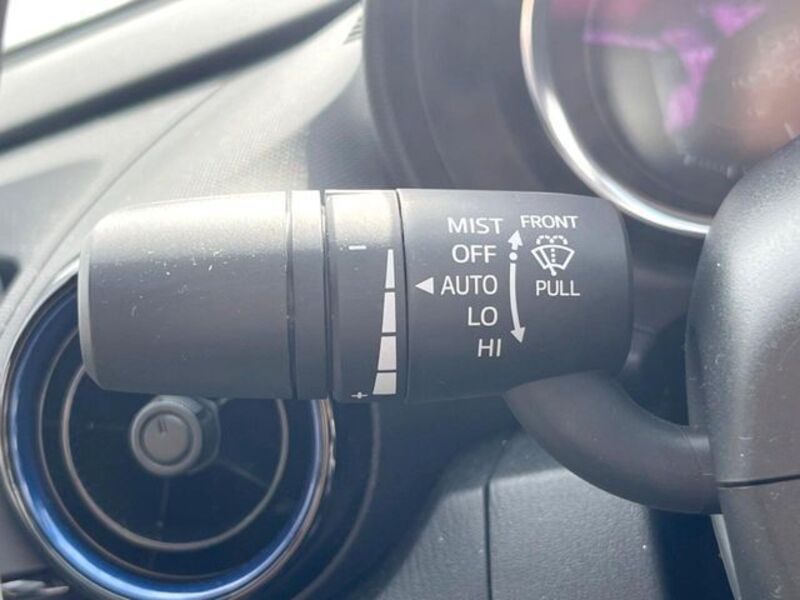 MIST FRONT
OFF
AUTO PULL
LO
HI
- 
+